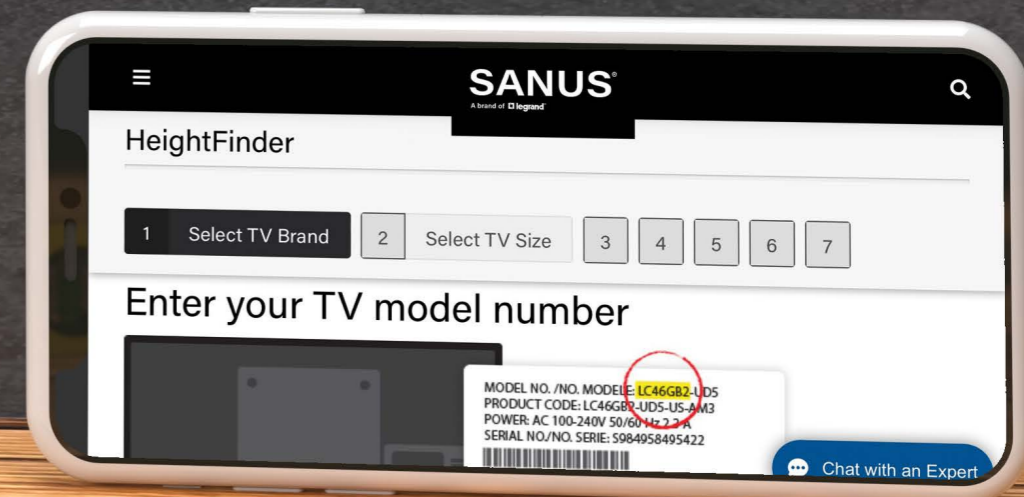 SANUS®
A brand of legrand®
HeightFinder
1 Select TV Brand 2 Select TV Size 3 4 5 6 7
Enter your TV model number
MODEL NO. /NO. MODELE: LC46GB2-UD5
PRODUCT CODE: LC46GB2-UD5-US-AM3
POWER: AC 100-240V 50/60 Hz 2.2 A
SERIAL NO./NO. SERIE: S984958495422
Chat with an Expert